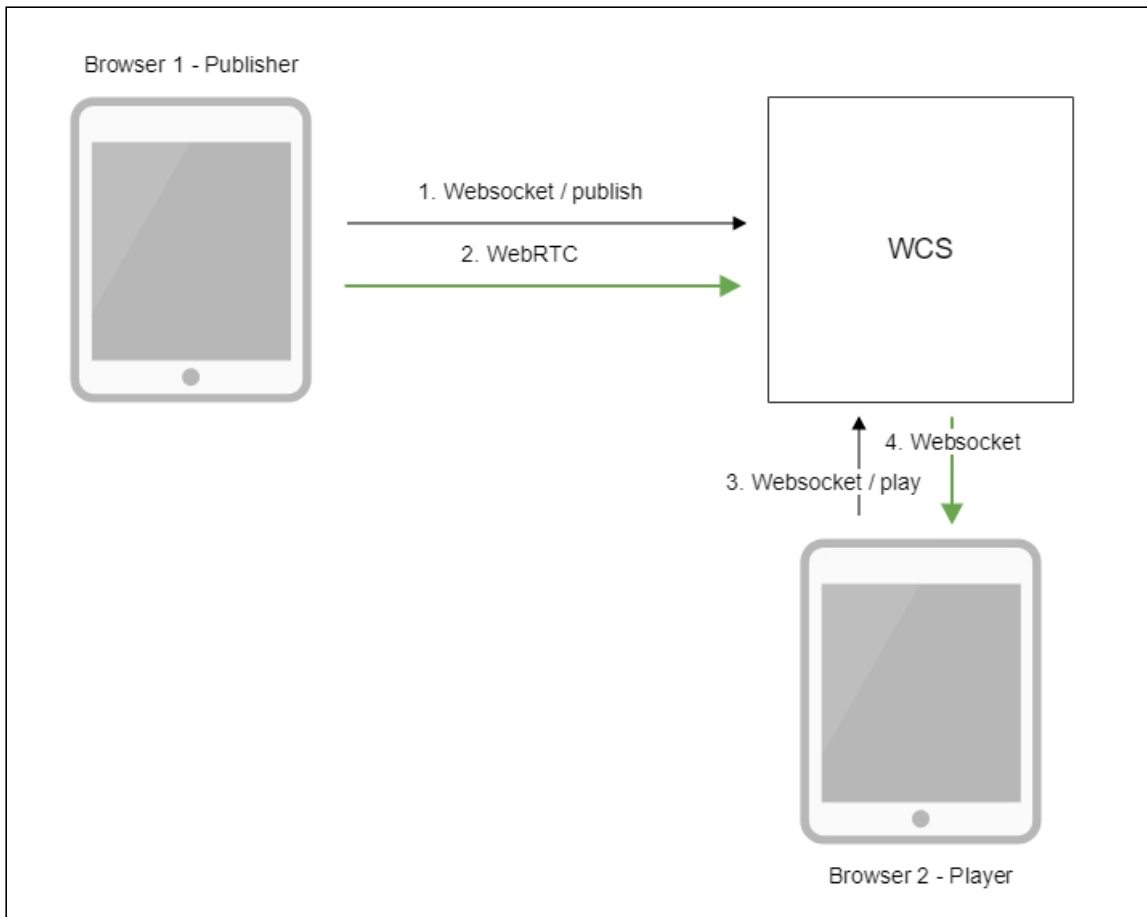 Browser 1 - Publisher
1. Websocket / publish
2. WebRTC
WCS
4. Websocket
3. Websocket / play
Browser 2 - Player